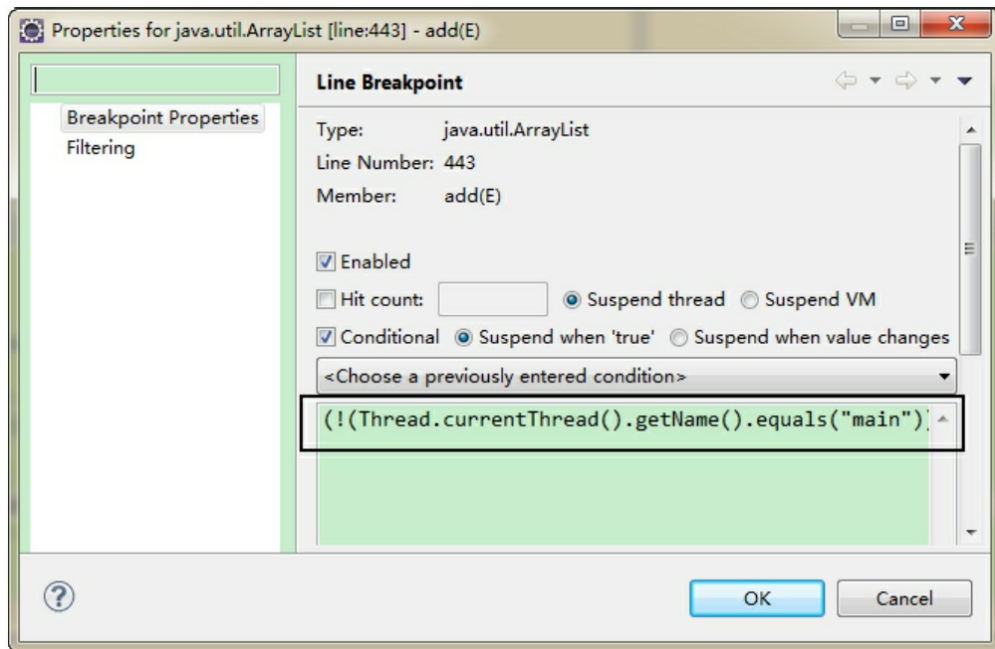 Properties for java.util.ArrayList [line:443] - add(E)
Breakpoint Properties
Filtering
Line Breakpoint
Type: java.util.ArrayList
Line Number: 443
Member: add(E)
Enabled
Hit count: Suspend thread Suspend VM
Conditional Suspend when 'true' Suspend when value changes
<Choose a previously entered condition>
(!(Thread.currentThread().getName().equals("main")
OK Cancel